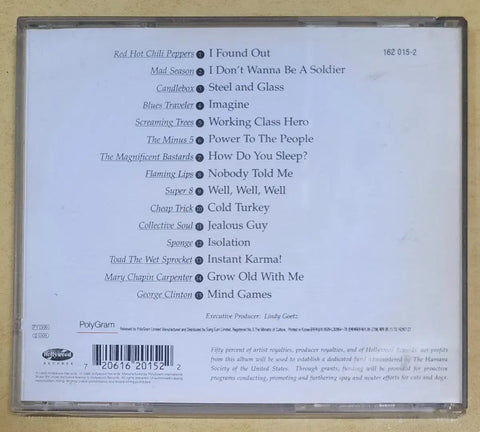 Red Hot Chili Peppers 1 I Found Out
162 015-2
Mad Season 2 I Don't Wanna Be A Soldier
Candlebox 3 Steel and Glass
Blues Traveler 4 Imagine
Screaming Trees 5 Working Class Hero
The Minus 5 6 Power To The People
The Magnificent Bastards 7 How Do You Sleep?
Flaming Lips 8 Nobody Told Me
Super 8 9 Well, Well, Well
Cheap Trick 10 Cold Turkey
Collective Soul 11 Jealous Guy
Sponge 12 Isolation
Toad The Wet Sprocket 13 Instant Karma!
Mary Chapin Carpenter 14 Grow Old With Me
George Clinton 15 Mind Games
Executive Producer: Lindy Goetz
PolyGram
Hollywood
RECORDS
7 20616 20152 2
Fifty percent of artist royalties, producer royalties, and of Hollywood Records' net profits
from this album will be used to establish a dedicated fund administered by The Humane
Society of the United States. Through grants, funding will be provided for proactive
programs conducting, promoting and furthering spay and neuter efforts for cats and dogs.